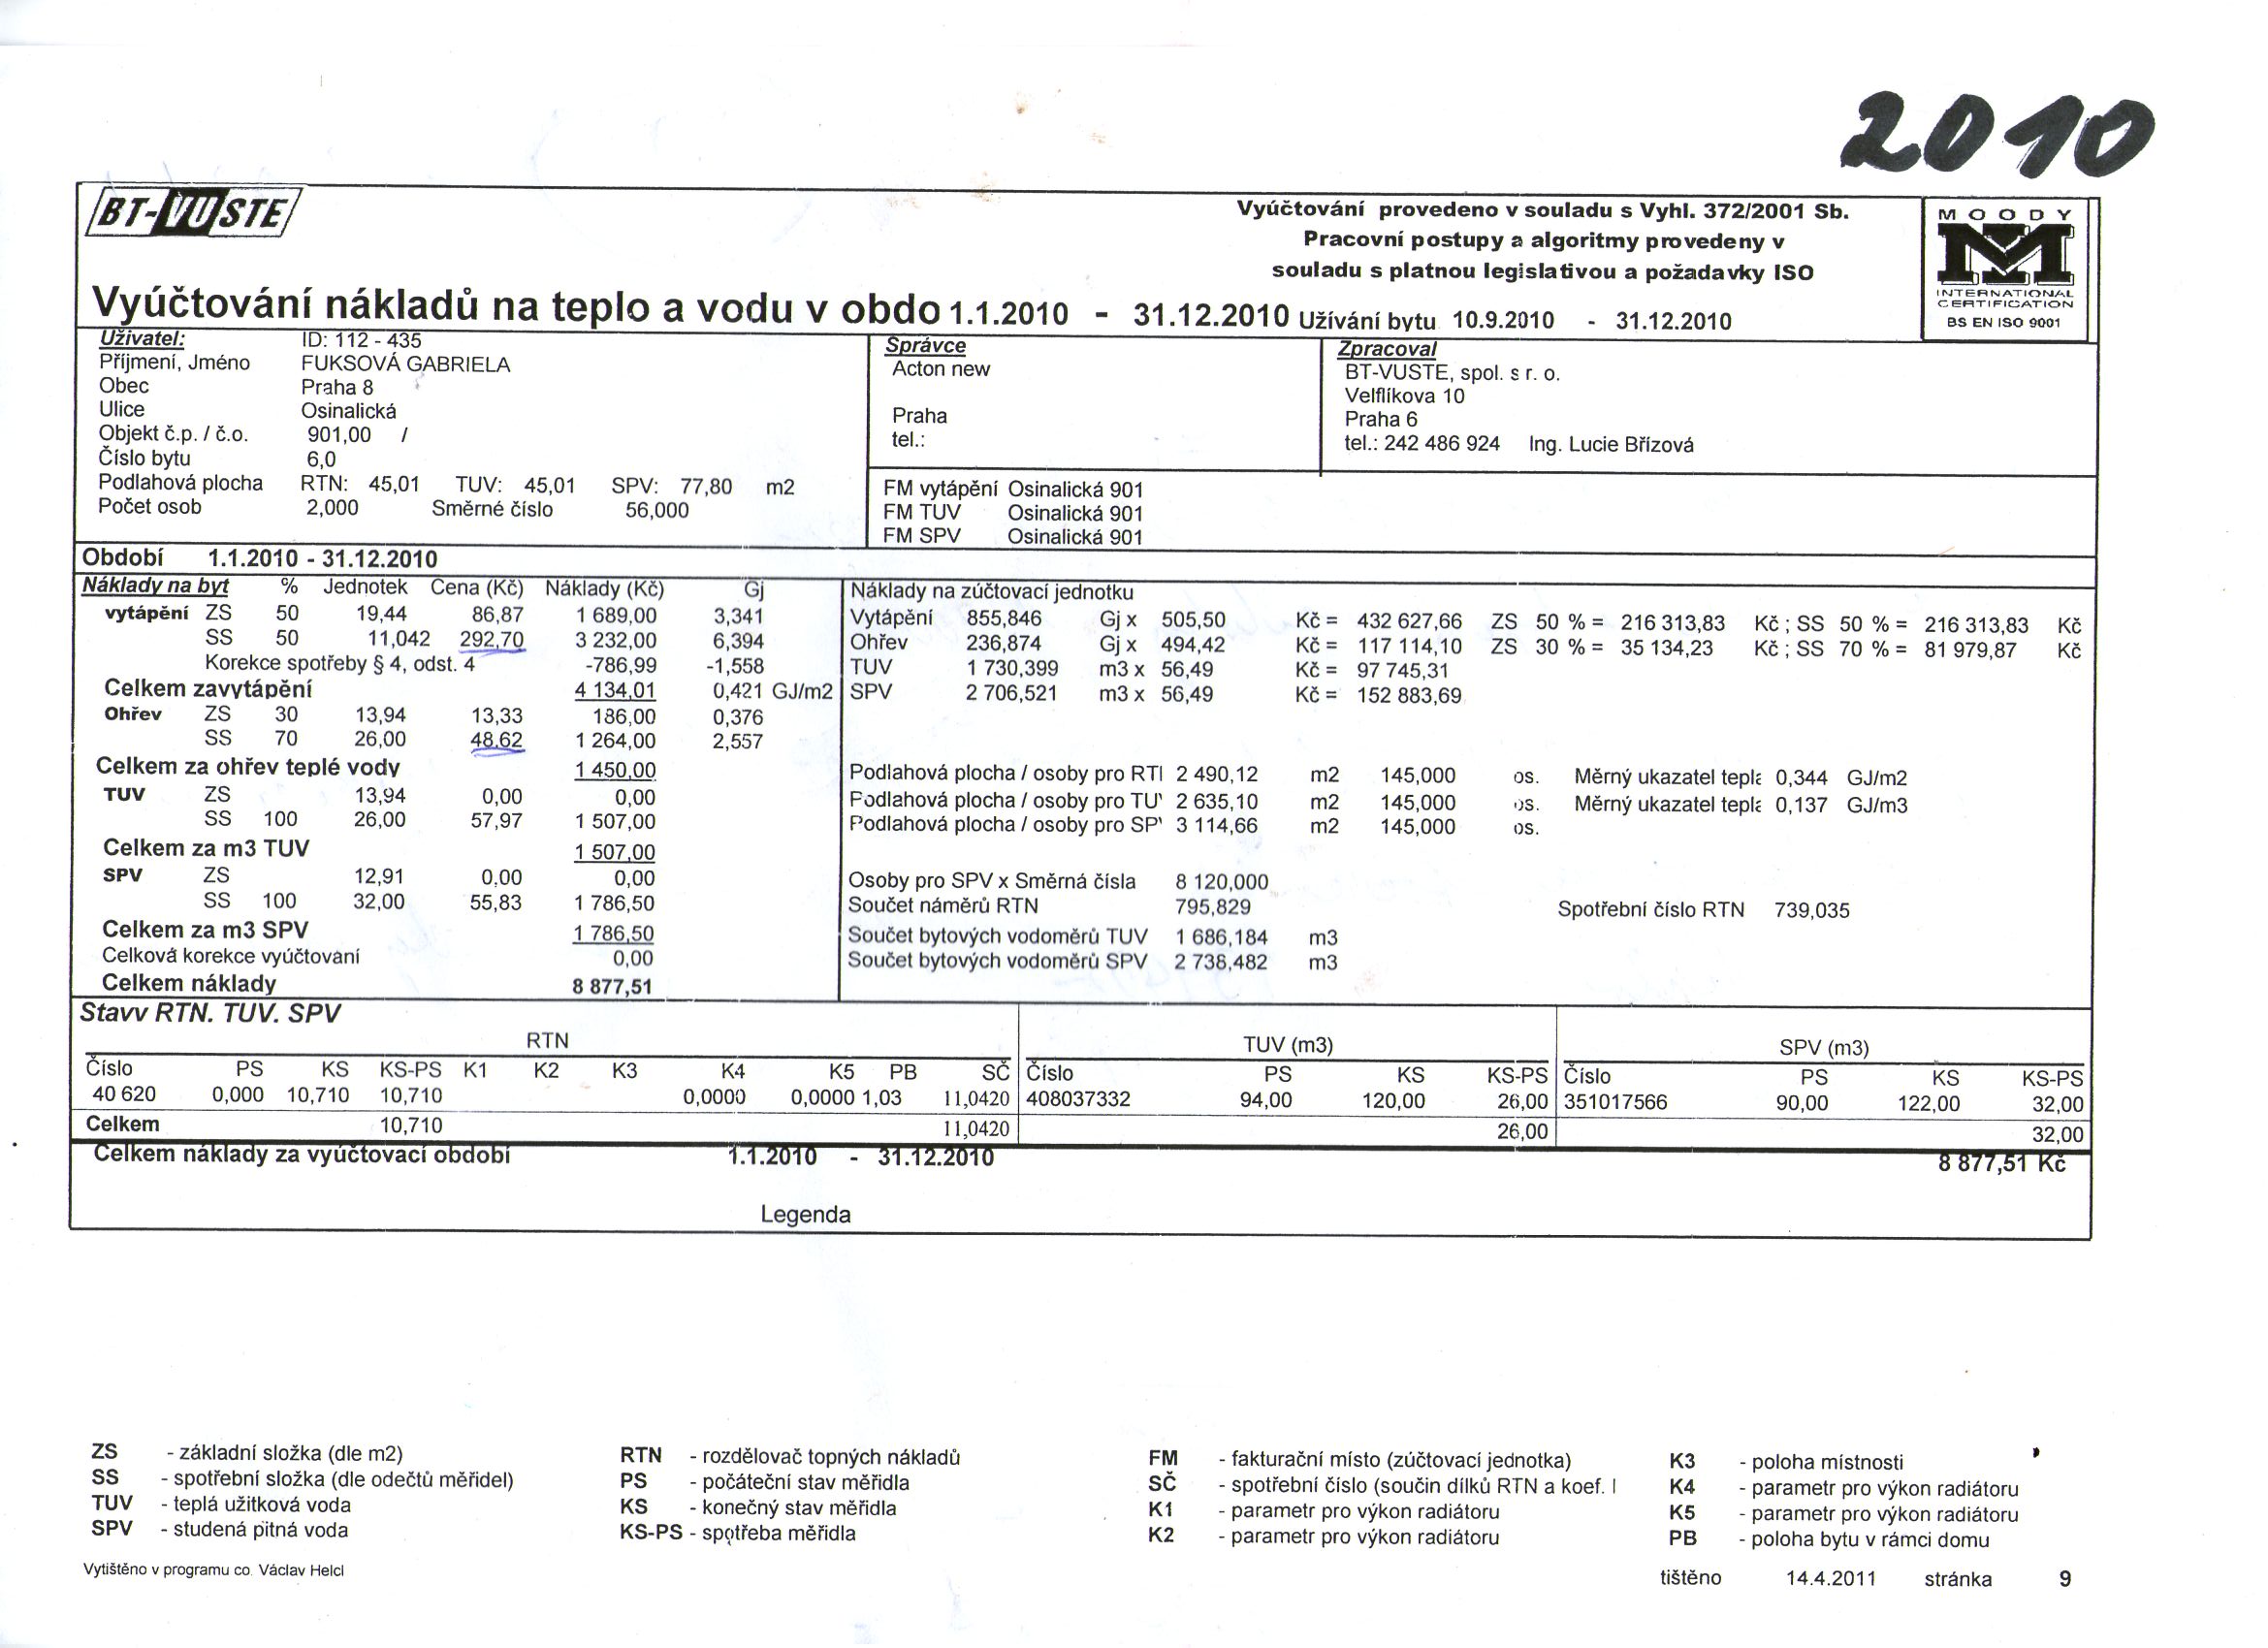 2010
BT-VUSTE
Vyúčtování provedeno v souladu s Vyhl. 372/2001 Sb.
Pracovní postupy a algoritmy provedeny v
souladu s platnou legislativou a požadavky ISO
MOODY
INTERNATIONAL
CERTIFICATION
BS EN ISO 9001
Vyúčtování nákladů na teplo a vodu v obdo 1.1.2010 - 31.12.2010 Užívání bytu 10.9.2010 - 31.12.2010
Uživatel: ID: 112 - 435
Příjmení, Jméno FUKSOVÁ GABRIELA
Obec Praha 8
Ulice Osinalická
Objekt č.p. / č.o. 901,00 /
Číslo bytu 6,0
Podlahová plocha RTN: 45,01 TUV: 45,01 SPV: 77,80 m2
Počet osob 2,000 Směrné číslo 56,000
Správce
Acton new
Praha
tel.:
Zpracoval
BT-VUSTE, spol. s r. o.
Velflíkova 10
Praha 6
tel.: 242 486 924 Ing. Lucie Břízová
FM vytápění Osinalická 901
FM TUV Osinalická 901
FM SPV Osinalická 901
Období 1.1.2010 - 31.12.2010
Náklady na byt % Jednotek Cena (Kč) Náklady (Kč) Gj
vytápění ZS 50 19,44 86,87 1 689,00 3,341
SS 50 11,042 292,70 3 232,00 6,394
Korekce spotřeby § 4, odst. 4 -786,99 -1,558
Celkem zavytápění 4 134,01 0,421 GJ/m2
Ohřev ZS 30 13,94 13,33 186,00 0,376
SS 70 26,00 48,62 1 264,00 2,557
Celkem za ohřev teplé vody 1 450,00
TUV ZS 13,94 0,00 0,00
SS 100 26,00 57,97 1 507,00
Celkem za m3 TUV 1 507,00
SPV ZS 12,91 0,00 0,00
SS 100 32,00 55,83 1 786,50
Celkem za m3 SPV 1 786,50
Celková korekce vyúčtování 0,00
Celkem náklady 8 877,51
Náklady na zúčtovací jednotku
Vytápění 855,846 Gj x 505,50 Kč = 432 627,66 ZS 50 % = 216 313,83 Kč ; SS 50 % = 216 313,83 Kč
Ohřev 236,874 Gj x 494,42 Kč = 117 114,10 ZS 30 % = 35 134,23 Kč ; SS 70 % = 81 979,87 Kč
TUV 1 730,399 m3 x 56,49 Kč = 97 745,31
SPV 2 706,521 m3 x 56,49 Kč = 152 883,69
Podlahová plocha / osoby pro RTI 2 490,12 m2 145,000 os. Měrný ukazatel tepla 0,344 GJ/m2
Podlahová plocha / osoby pro TU' 2 635,10 m2 145,000 os. Měrný ukazatel tepla 0,137 GJ/m3
Podlahová plocha / osoby pro SP' 3 114,66 m2 145,000 os.
Osoby pro SPV x Směrná čísla 8 120,000
Součet náměrů RTN 795,829 Spotřební číslo RTN 739,035
Součet bytových vodoměrů TUV 1 686,184 m3
Součet bytových vodoměrů SPV 2 738,482 m3
Stavv RTN. TUV. SPV
RTN TUV (m3) SPV (m3)
Číslo PS KS KS-PS K1 K2 K3 K4 K5 PB SČ Číslo PS KS KS-PS Číslo PS KS KS-PS
40 620 0,000 10,710 10,710 0,0000 0,0000 1,03 11,0420 408037332 94,00 120,00 26,00 351017566 90,00 122,00 32,00
Celkem 10,710 11,0420 26,00 32,00
Celkem náklady za vyúčtovací období 1.1.2010 - 31.12.2010 8 877,51 Kč
Legenda
ZS - základní složka (dle m2) RTN - rozdělovač topných nákladů FM - fakturační místo (zúčtovací jednotka) K3 - poloha místnosti
SS - spotřební složka (dle odečtů měřidel) PS - počáteční stav měřidla SČ - spotřební číslo (součin dílků RTN a koef. I K4 - parametr pro výkon radiátoru
TUV - teplá užitková voda KS - konečný stav měřidla K1 - parametr pro výkon radiátoru K5 - parametr pro výkon radiátoru
SPV - studená pitná voda KS-PS - spotřeba měřidla K2 - parametr pro výkon radiátoru PB - poloha bytu v rámci domu
Vytištěno v programu co. Václav Helcl
tištěno 14.4.2011 stránka 9